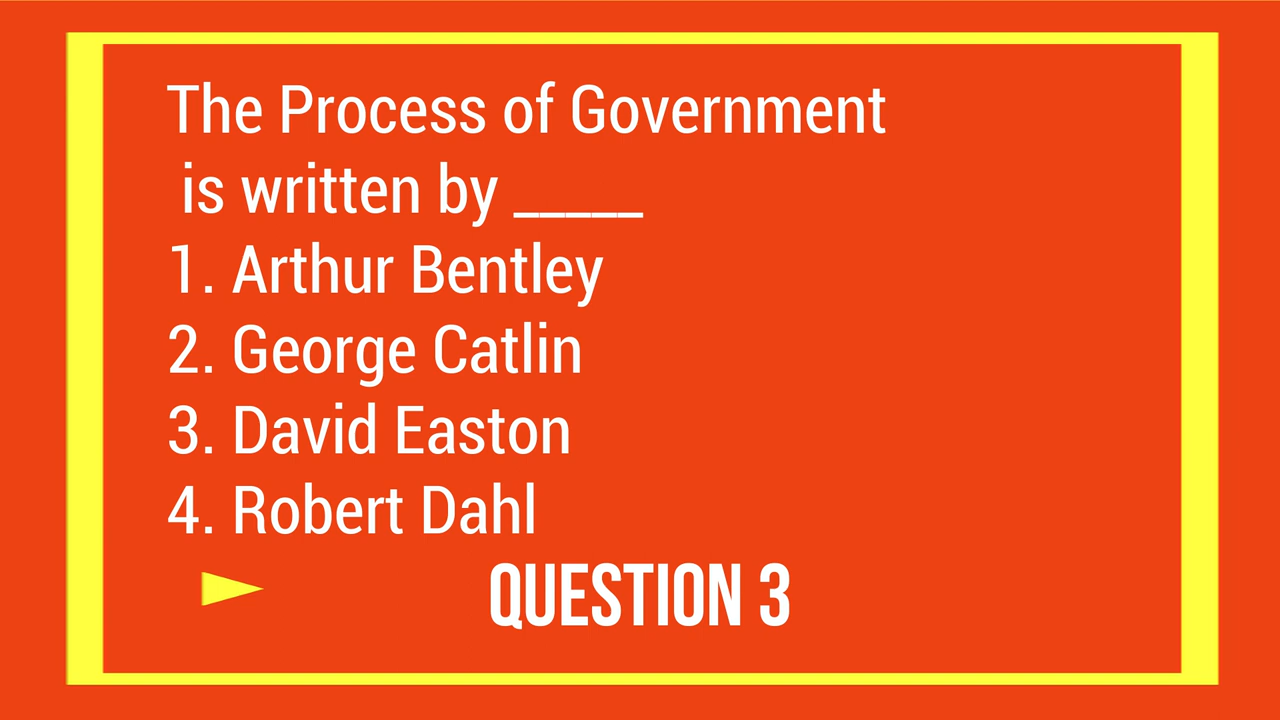 The Process of Government
is written by _____
1. Arthur Bentley
2. George Catlin
3. David Easton
4. Robert Dahl
QUESTION 3